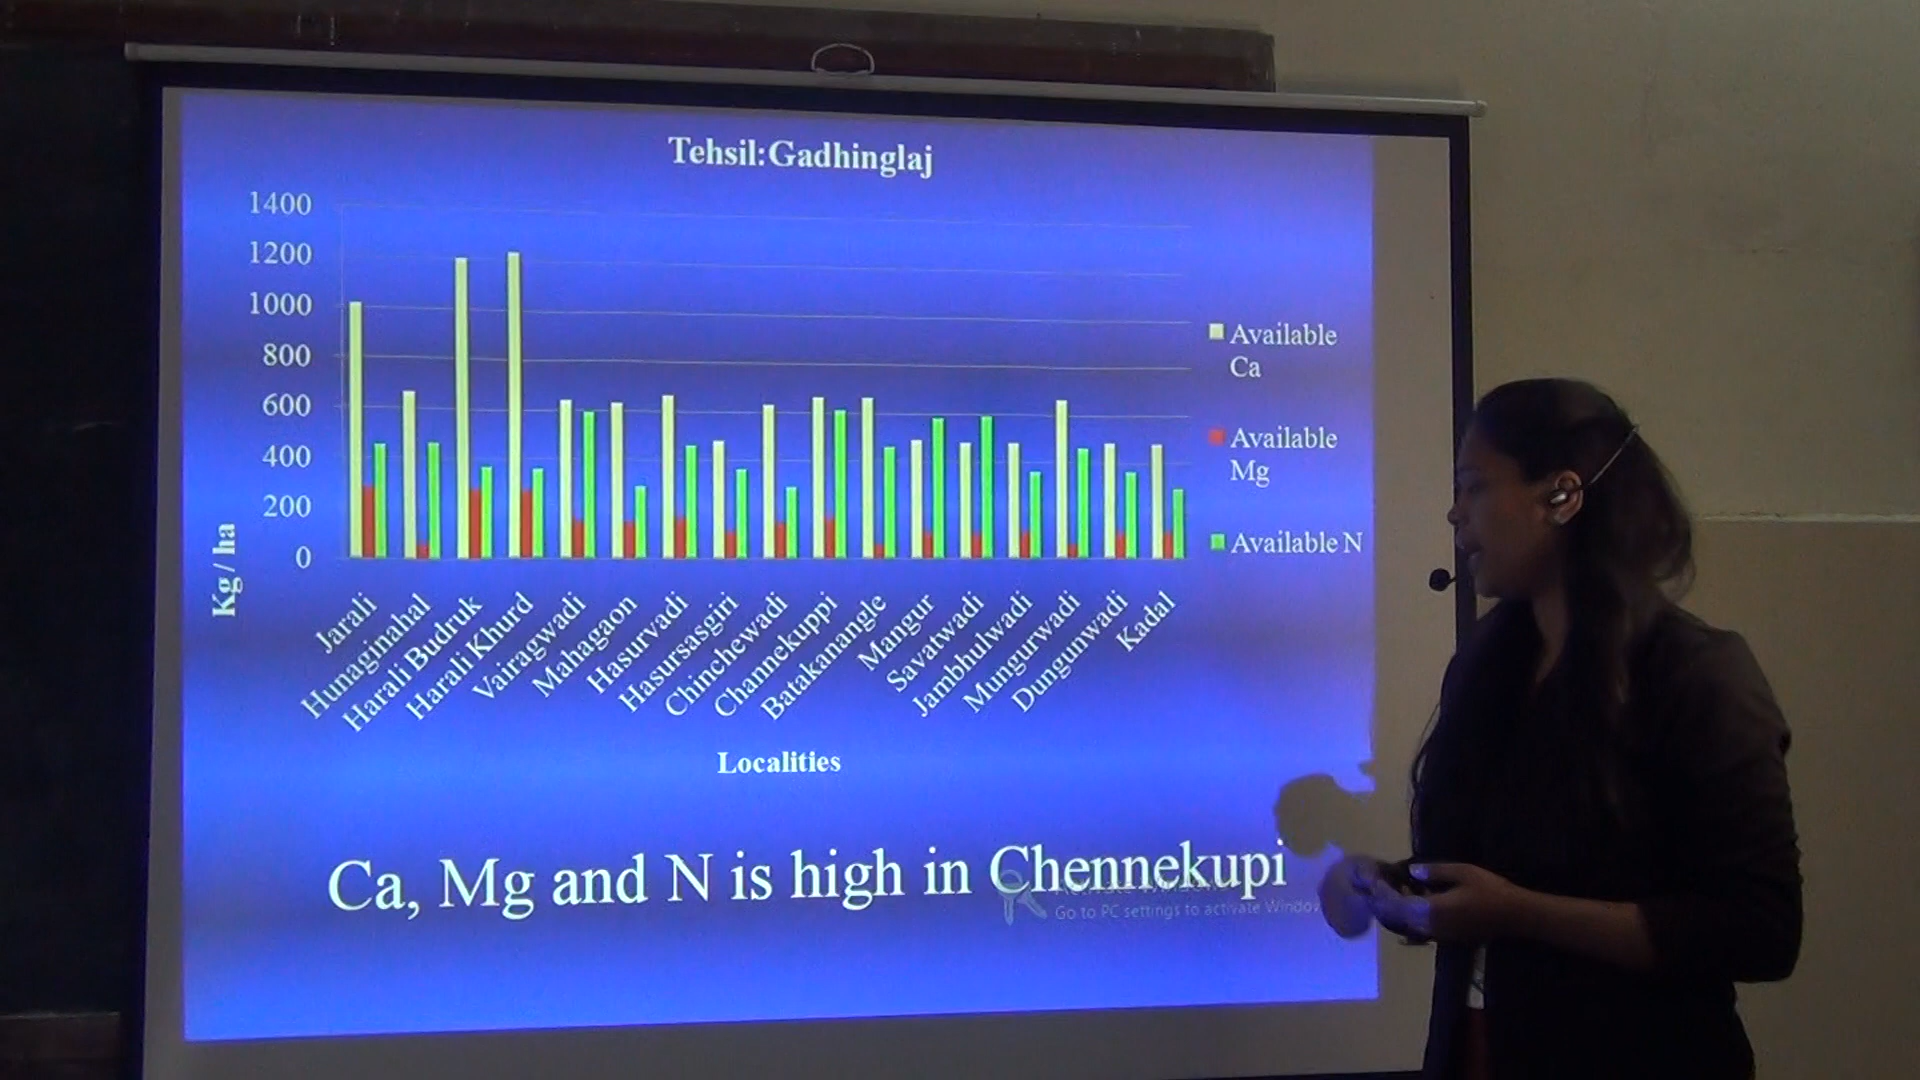 Tehsil:Gadhinglaj
1400
1200
1000
800
600
400
200
0
Kg / ha
Jarali
Hunaginahal
Harali Budruk
Harali Khurd
Vairagwadi
Mahagaon
Hasurvadi
Hasursasgiri
Chinchewadi
Channekuppi
Batakanangle
Mangur
Savatwadi
Jambhulwadi
Mungurwadi
Dungunwadi
Kadal
Localities
Available
Ca
Available
Mg
Available N
Ca, Mg and N is high in Chennekupi
Activate Windows
Go to PC settings to activate Windo